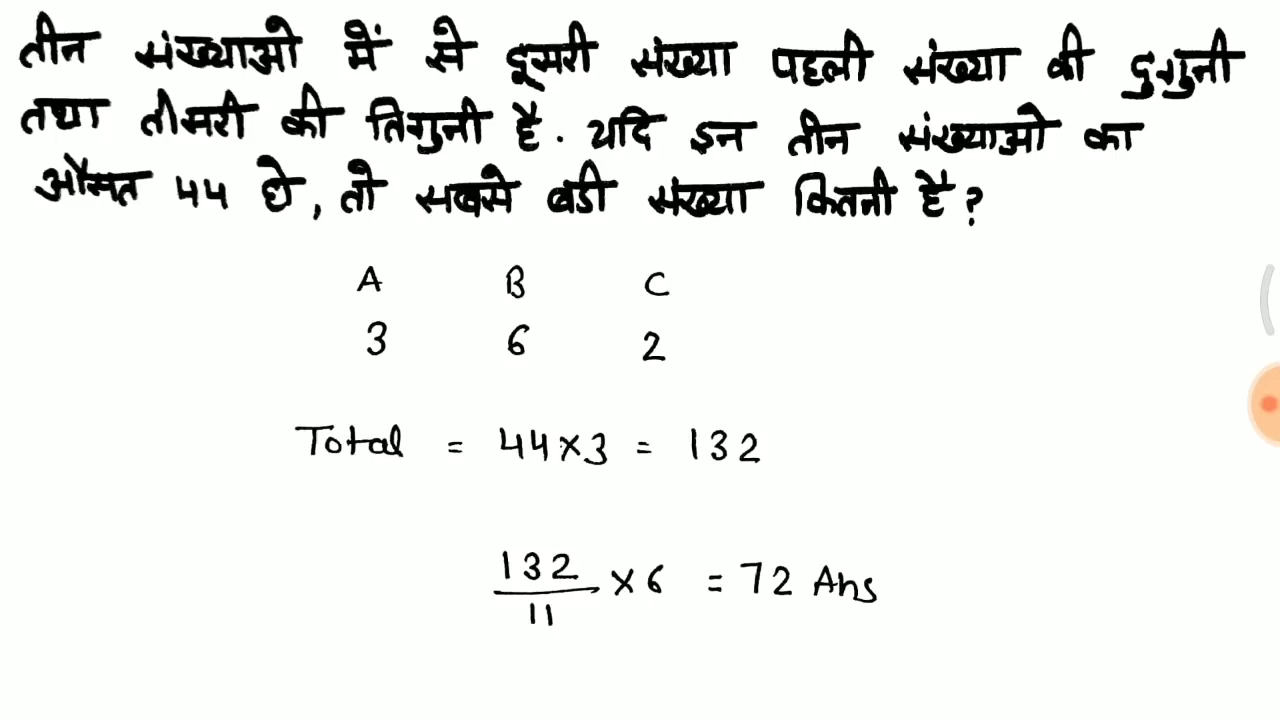 तीन संख्याओ में से दूसरी संख्या पहली संख्या की दुगुनी
तथा तीसरी की तिगुनी है. यदि इन तीन संख्याओ का
औसत 44 हो, तो सबसे बडी संख्या कितनी है?
A B C
3 6 2
Total = 44×3 = 132
132/11 × 6 = 72 Ans